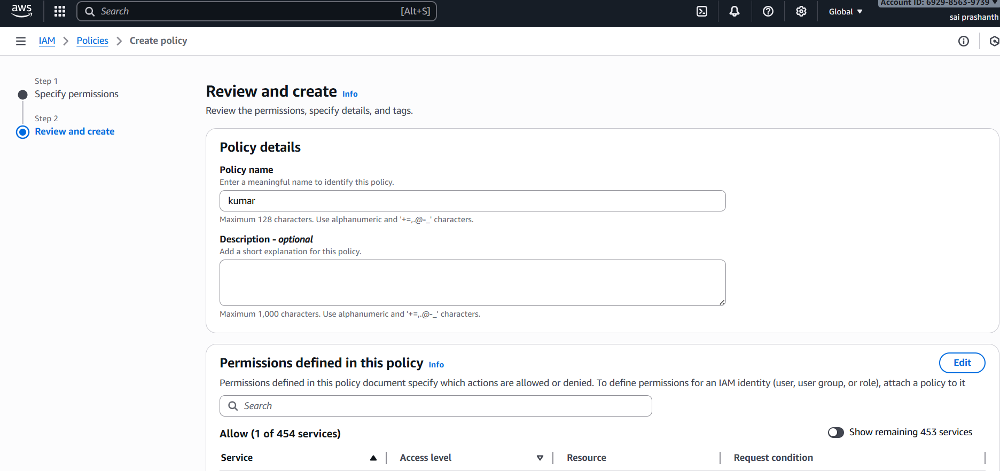 aws
Search [Alt+S]
Global
Account ID: 6929-8563-9739
sai prashanth
IAM > Policies > Create policy
Step 1
Specify permissions
Step 2
Review and create
Review and create Info
Review the permissions, specify details, and tags.
Policy details
Policy name
Enter a meaningful name to identify this policy.
kumar
Maximum 128 characters. Use alphanumeric and '+=,.@-_' characters.
Description - optional
Add a short explanation for this policy.
Maximum 1,000 characters. Use alphanumeric and '+=,.@-_' characters.
Permissions defined in this policy Info
Edit
Permissions defined in this policy document specify which actions are allowed or denied. To define permissions for an IAM identity (user, user group, or role), attach a policy to it
Search
Allow (1 of 454 services)
Show remaining 453 services
Service Access level Resource Request condition